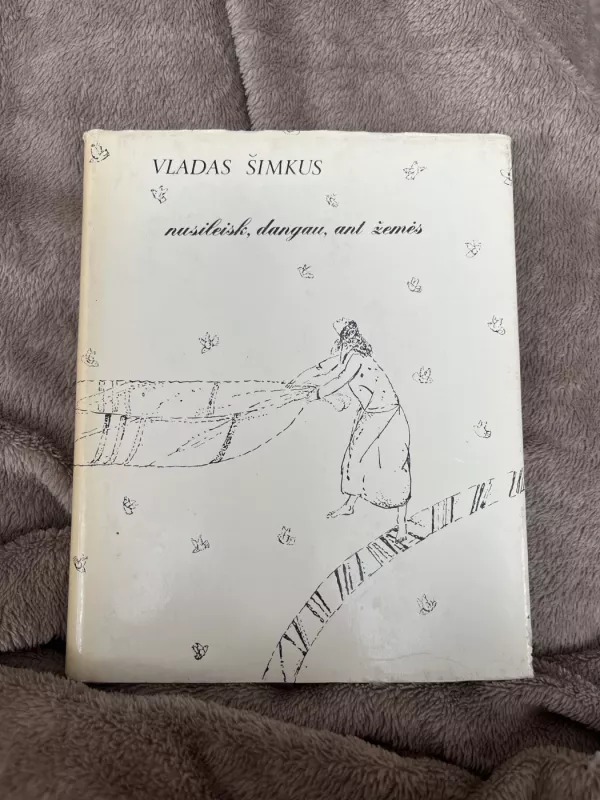 VLADAS ŠIMKUS
nusileisk, dangau, ant žemės